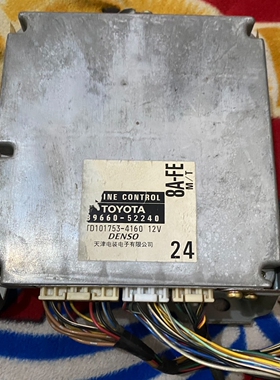 INE CONTROL
TOYOTA
89660-52240
TD101753-4160 12V
DENSO
天津电装电子有限公司
24
8A-FE
M/T